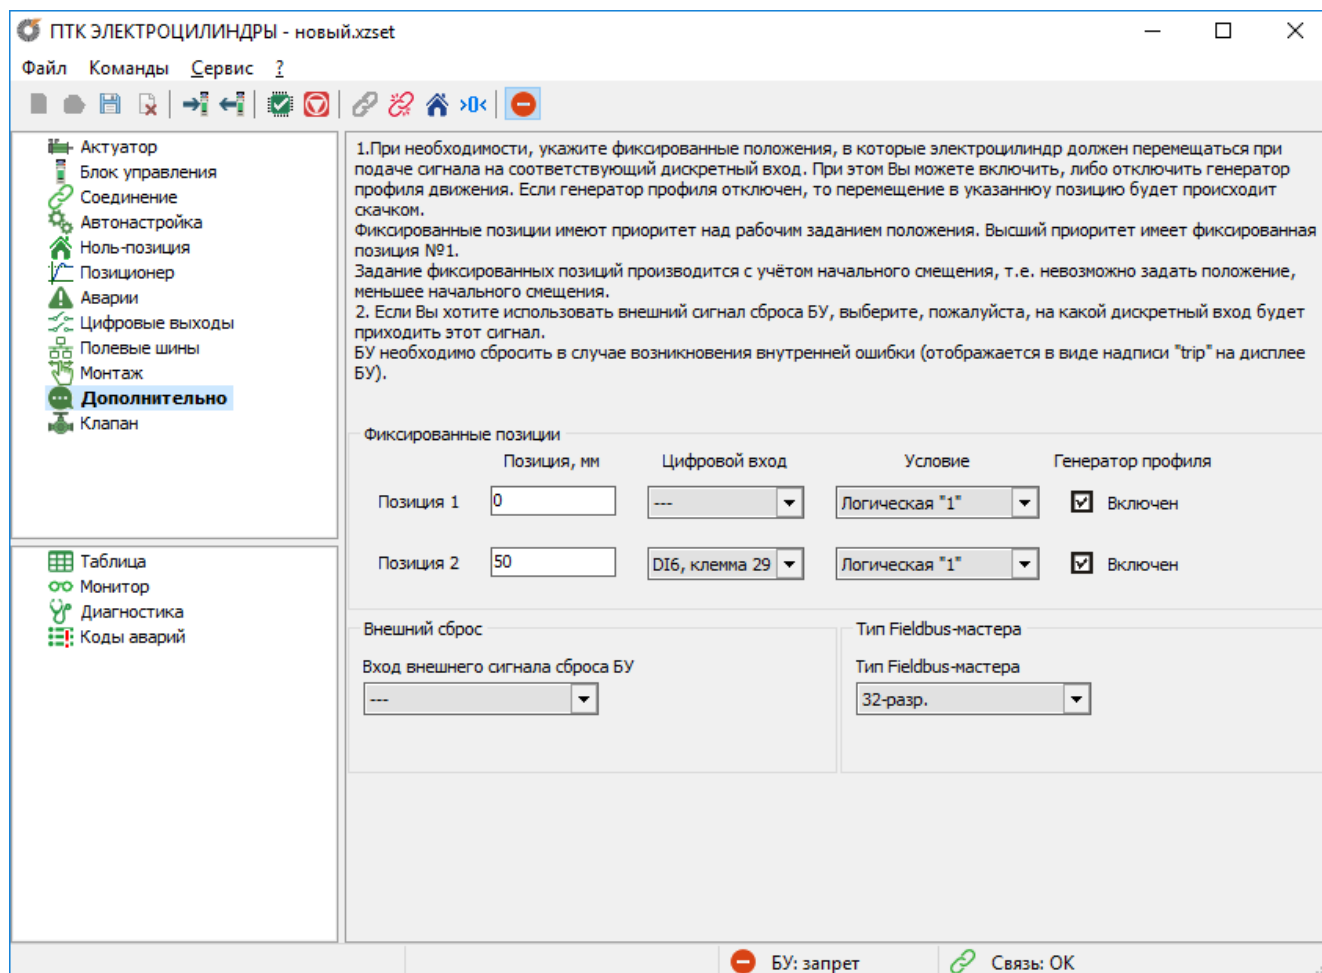 ПТК ЭЛЕКТРОЦИЛИНДРЫ - новый.xzset
Файл Команды Сервис ?
>0<
Актуатор
Блок управления
Соединение
Автонастройка
Ноль-позиция
Позиционер
Аварии
Цифровые выходы
Полевые шины
Монтаж
Дополнительно
Клапан
Таблица
Монитор
Диагностика
Коды аварий
1.При необходимости, укажите фиксированные положения, в которые электроцилиндр должен перемещаться при
подаче сигнала на соответствующий дискретный вход. При этом Вы можете включить, либо отключить генератор
профиля движения. Если генератор профиля отключен, то перемещение в указаннюу позицию будет происходит
скачком.
Фиксированные позиции имеют приоритет над рабочим заданием положения. Высший приоритет имеет фиксированная
позиция №1.
Задание фиксированных позиций производится с учётом начального смещения, т.е. невозможно задать положение,
меньшее начального смещения.
2. Если Вы хотите использовать внешний сигнал сброса БУ, выберите, пожалуйста, на какой дискретный вход будет
приходить этот сигнал.
БУ необходимо сбросить в случае возникновения внутренней ошибки (отображается в виде надписи "trip" на дисплее
БУ).
Фиксированные позиции
Позиция, мм Цифровой вход Условие Генератор профиля
Позиция 1 0 --- Логическая "1" Включен
Позиция 2 50 DI6, клемма 29 Логическая "1" Включен
Внешний сброс
Вход внешнего сигнала сброса БУ
---
Тип Fieldbus-мастера
Тип Fieldbus-мастера
32-разр.
БУ: запрет Связь: ОК